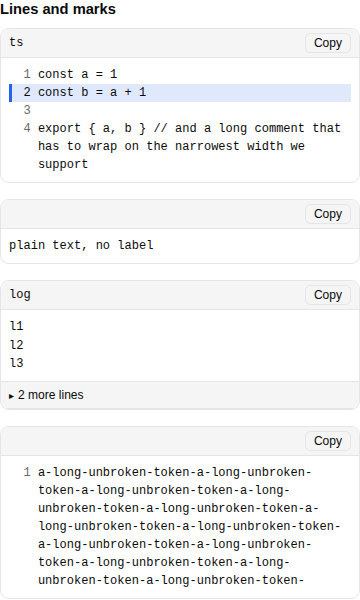 Lines and marks
ts Copy
1 const a = 1
2 const b = a + 1
3
4 export { a, b } // and a long comment that
has to wrap on the narrowest width we
support
Copy
plain text, no label
log Copy
l1
l2
l3
▸ 2 more lines
Copy
1 a-long-unbroken-token-a-long-unbroken-
token-a-long-unbroken-token-a-long-
unbroken-token-a-long-unbroken-token-a-
long-unbroken-token-a-long-unbroken-token-
a-long-unbroken-token-a-long-unbroken-
token-a-long-unbroken-token-a-long-
unbroken-token-a-long-unbroken-token-